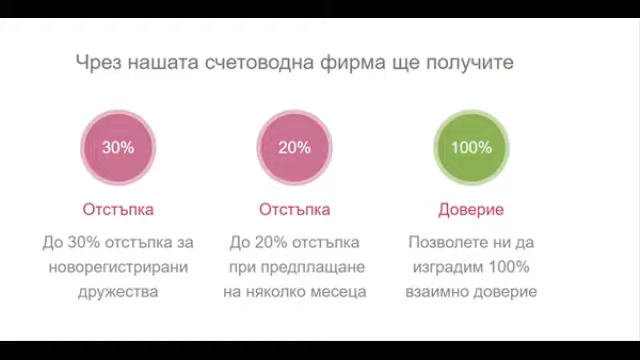 Чрез нашата счетоводна фирма ще получите
30%
20%
100%
Отстъпка
Отстъпка
Доверие
До 30% отстъпка за
новорегистрирани
дружества
До 20% отстъпка
при предплащане
на няколко месеца
Позволете ни да
изградим 100%
взаимно доверие